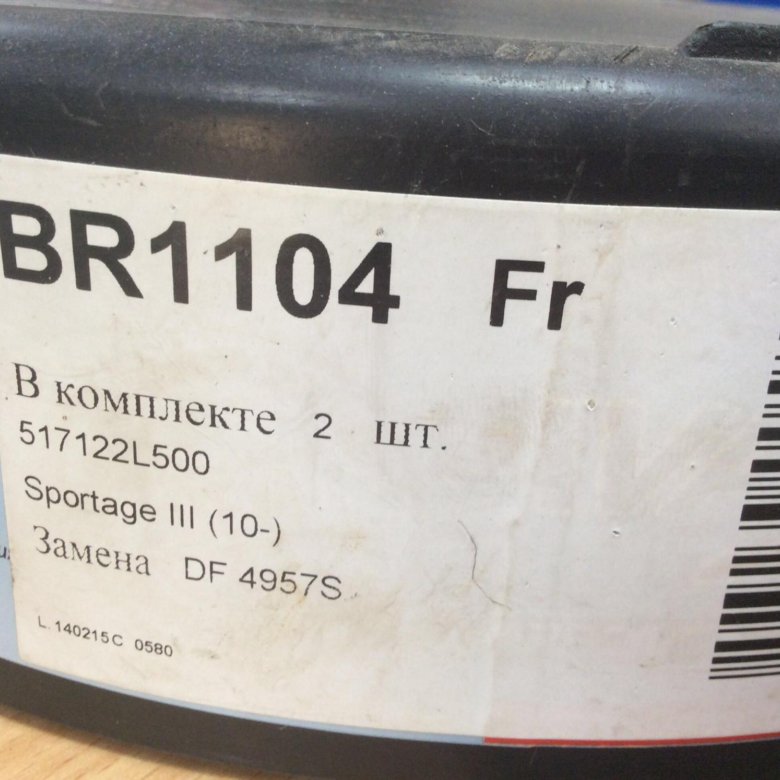 BR1104 Fr
В комплекте 2 шт.
517122L500
Sportage III (10-)
Замена DF 4957S
L.140215C 0580